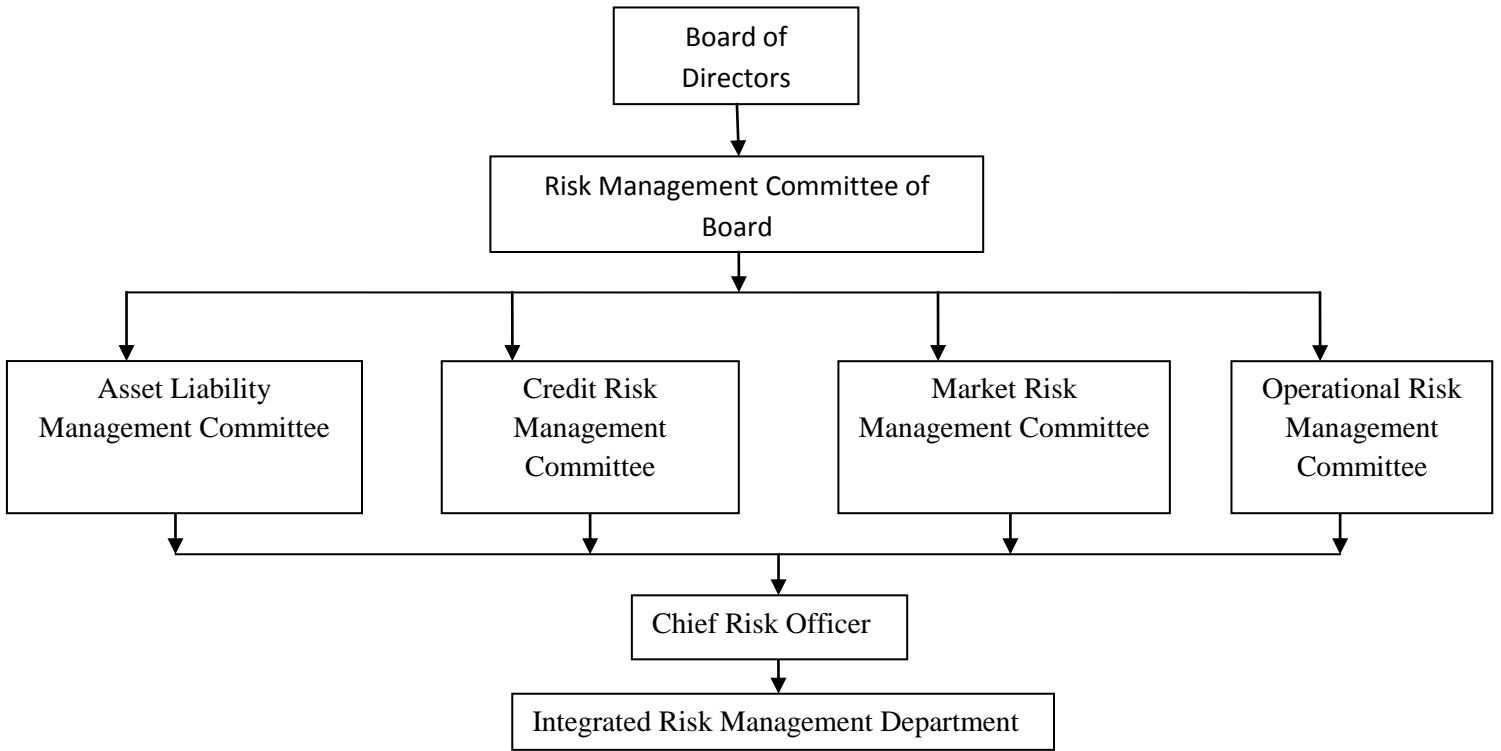 Board of
Directors
Risk Management Committee of
Board
Asset Liability
Management Committee
Credit Risk
Management
Committee
Market Risk
Management Committee
Operational Risk
Management
Committee
Chief Risk Officer
Integrated Risk Management Department